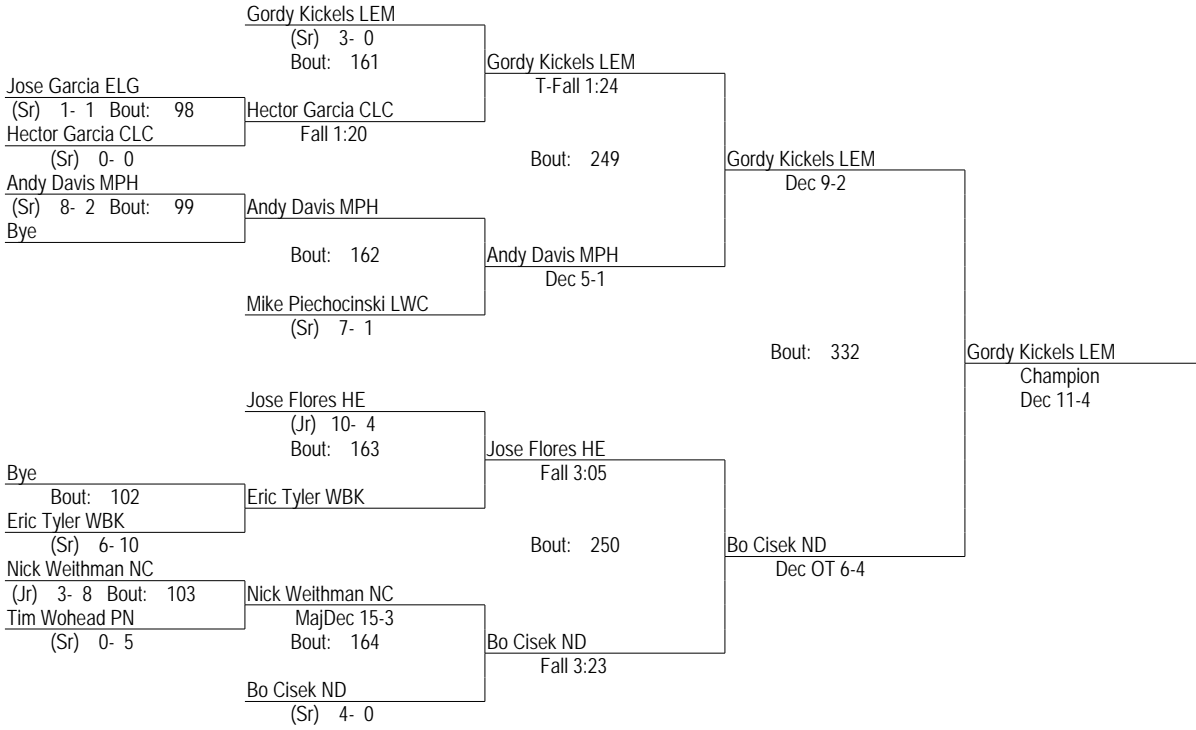 Gordy Kickels LEM
(Sr) 3- 0
Bout: 161
Gordy Kickels LEM
T-Fall 1:24
Jose Garcia ELG
(Sr) 1- 1 Bout: 98
Hector Garcia CLC
Fall 1:20
Hector Garcia CLC
(Sr) 0- 0
Bout: 249
Gordy Kickels LEM
Dec 9-2
Andy Davis MPH
(Sr) 8- 2 Bout: 99
Andy Davis MPH
Bye
Bout: 162
Andy Davis MPH
Dec 5-1
Mike Piechocinski LWC
(Sr) 7- 1
Bout: 332
Gordy Kickels LEM
Champion
Dec 11-4
Jose Flores HE
(Jr) 10- 4
Bout: 163
Jose Flores HE
Fall 3:05
Bye
Bout: 102
Eric Tyler WBK
Eric Tyler WBK
(Sr) 6- 10
Bout: 250
Bo Cisek ND
Dec OT 6-4
Nick Weithman NC
(Jr) 3- 8 Bout: 103
Nick Weithman NC
MajDec 15-3
Tim Wohead PN
(Sr) 0- 5
Bout: 164
Bo Cisek ND
Fall 3:23
Bo Cisek ND
(Sr) 4- 0